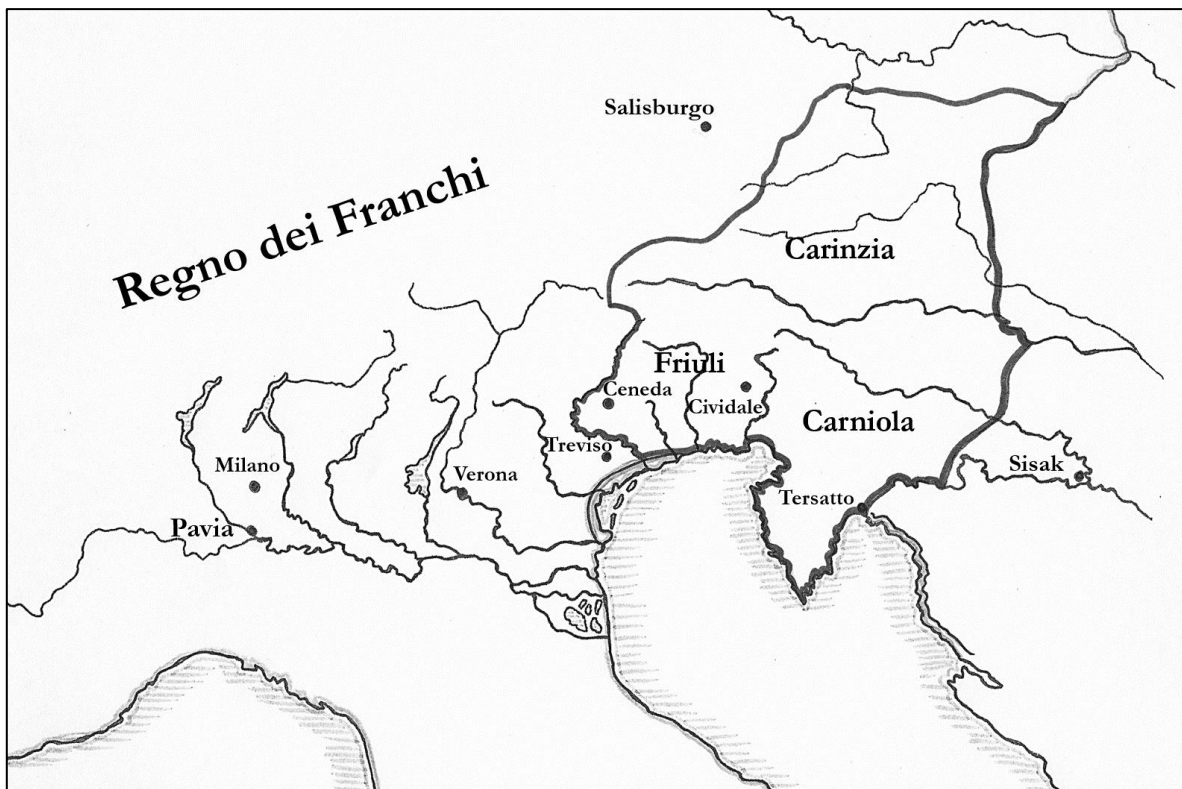 Salisburgo
Regno dei Franchi
Carinzia
Friuli
Ceneda
Cividale
Carniola
Treviso
Milano
Verona
Sisak
Tersatto
Pavia